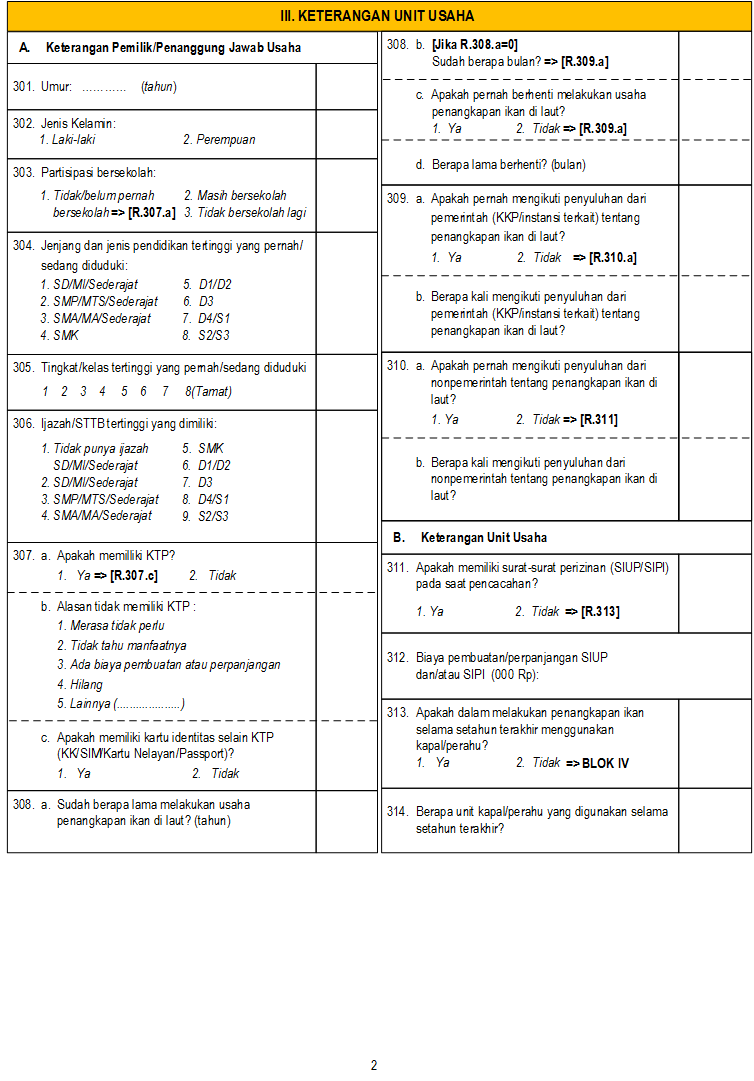 III. KETERANGAN UNIT USAHA
A. Keterangan Pemilik/Penanggung Jawab Usaha
301. Umur: ………… (tahun)
302. Jenis Kelamin:
1. Laki-laki 2. Perempuan
303. Partisipasi bersekolah:
1. Tidak/belum pernah 2. Masih bersekolah
bersekolah => [R.307.a] 3. Tidak bersekolah lagi
304. Jenjang dan jenis pendidikan tertinggi yang pernah/
sedang diduduki:
1. SD/MI/Sederajat 5. D1/D2
2. SMP/MTS/Sederajat 6. D3
3. SMA/MA/Sederajat 7. D4/S1
4. SMK 8. S2/S3
305. Tingkat/kelas tertinggi yang pernah/sedang diduduki
1 2 3 4 5 6 7 8(Tamat)
306. Ijazah/STTB tertinggi yang dimiliki:
1. Tidak punya ijazah 5. SMK
SD/MI/Sederajat 6. D1/D2
2. SD/MI/Sederajat 7. D3
3. SMP/MTS/Sederajat 8. D4/S1
4. SMA/MA/Sederajat 9. S2/S3
307. a. Apakah memilliki KTP?
1. Ya => [R.307.c] 2. Tidak
b. Alasan tidak memiliki KTP :
1. Merasa tidak perlu
2. Tidak tahu manfaatnya
3. Ada biaya pembuatan atau perpanjangan
4. Hilang
5. Lainnya (....................)
c. Apakah memiliki kartu identitas selain KTP
(KK/SIM/Kartu Nelayan/Passport)?
1. Ya 2. Tidak
308. a. Sudah berapa lama melakukan usaha
penangkapan ikan di laut? (tahun)
308. b. [Jika R.308.a=0]
Sudah berapa bulan? => [R.309.a]
c. Apakah pernah berhenti melakukan usaha
penangkapan ikan di laut?
1. Ya 2. Tidak => [R.309.a]
d. Berapa lama berhenti? (bulan)
309. a. Apakah pernah mengikuti penyuluhan dari
pemerintah (KKP/instansi terkait) tentang
penangkapan ikan di laut?
1. Ya 2. Tidak => [R.310.a]
b. Berapa kali mengikuti penyuluhan dari
pemerintah (KKP/instansi terkait) tentang
penangkapan ikan di laut?
310. a. Apakah pernah mengikuti penyuluhan dari
nonpemerintah tentang penangkapan ikan di
laut?
1. Ya 2. Tidak => [R.311]
b. Berapa kali mengikuti penyuluhan dari
nonpemerintah tentang penangkapan ikan di
laut?
B. Keterangan Unit Usaha
311. Apakah memiliki surat-surat perizinan (SIUP/SIPI)
pada saat pencacahan?
1. Ya 2. Tidak => [R.313]
312. Biaya pembuatan/perpanjangan SIUP
dan/atau SIPI (000 Rp):
313. Apakah dalam melakukan penangkapan ikan
selama setahun terakhir menggunakan
kapal/perahu?
1. Ya 2. Tidak => BLOK IV
314. Berapa unit kapal/perahu yang digunakan selama
setahun terakhir?
2